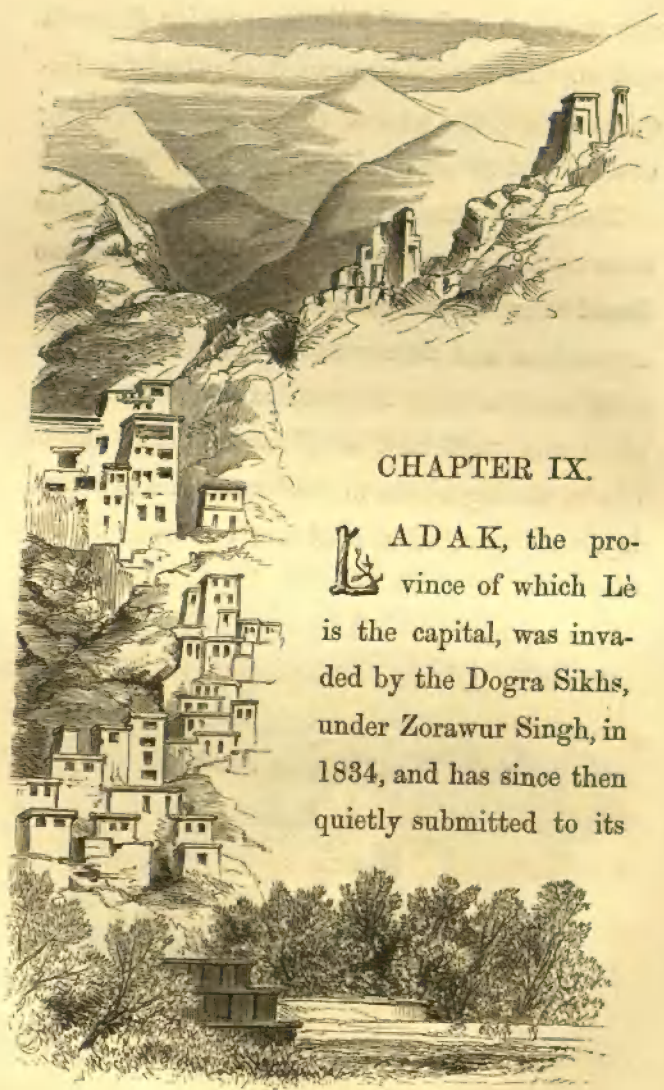 CHAPTER IX.
LADAK, the pro-
vince of which Lè
is the capital, was inva-
ded by the Dogra Sikhs,
under Zorawur Singh, in
1834, and has since then
quietly submitted to its